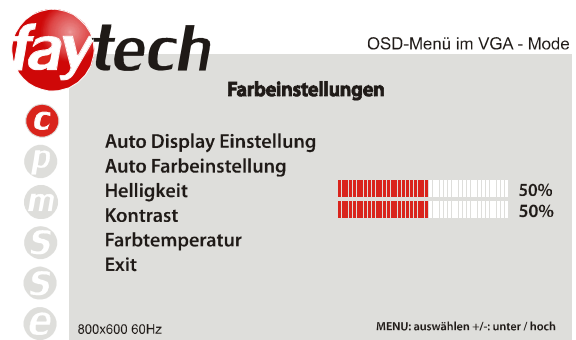 faytech
OSD-Menü im VGA - Mode
Farbeinstellungen
c
p
m
S
S
e
Auto Display Einstellung
Auto Farbeinstellung
Helligkeit 50%
Kontrast 50%
Farbtemperatur
Exit
800x600 60Hz
MENU: auswählen +/-: unter / hoch